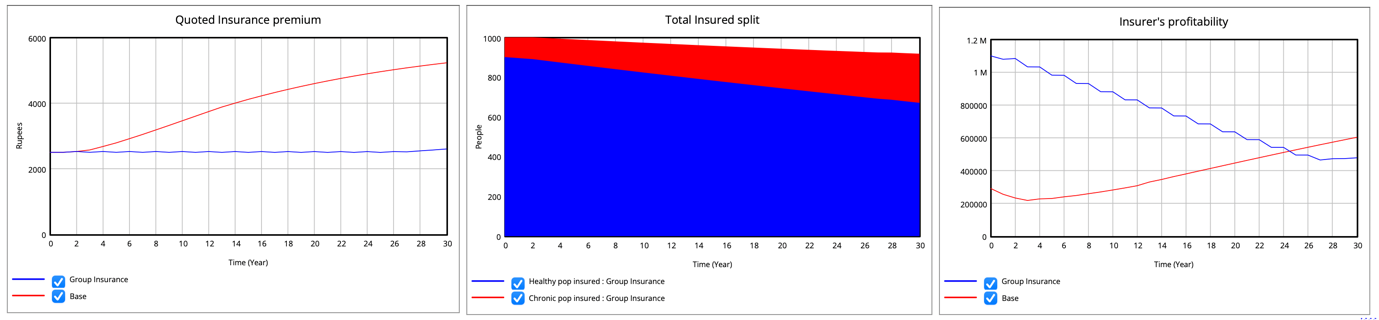 Quoted Insurance premium
6000
4000
2000
0
Rupees
0 2 4 6 8 10 12 14 16 18 20 22 24 26 28 30
Time (Year)
Group Insurance
Base
Total Insured split
1000
800
600
400
200
0
People
0 2 4 6 8 10 12 14 16 18 20 22 24 26 28 30
Time (Year)
Healthy pop insured : Group Insurance
Chronic pop insured : Group Insurance
Insurer's profitability
1.2 M
1 M
800000
600000
400000
200000
0
0 2 4 6 8 10 12 14 16 18 20 22 24 26 28 30
Time (Year)
Group Insurance
Base